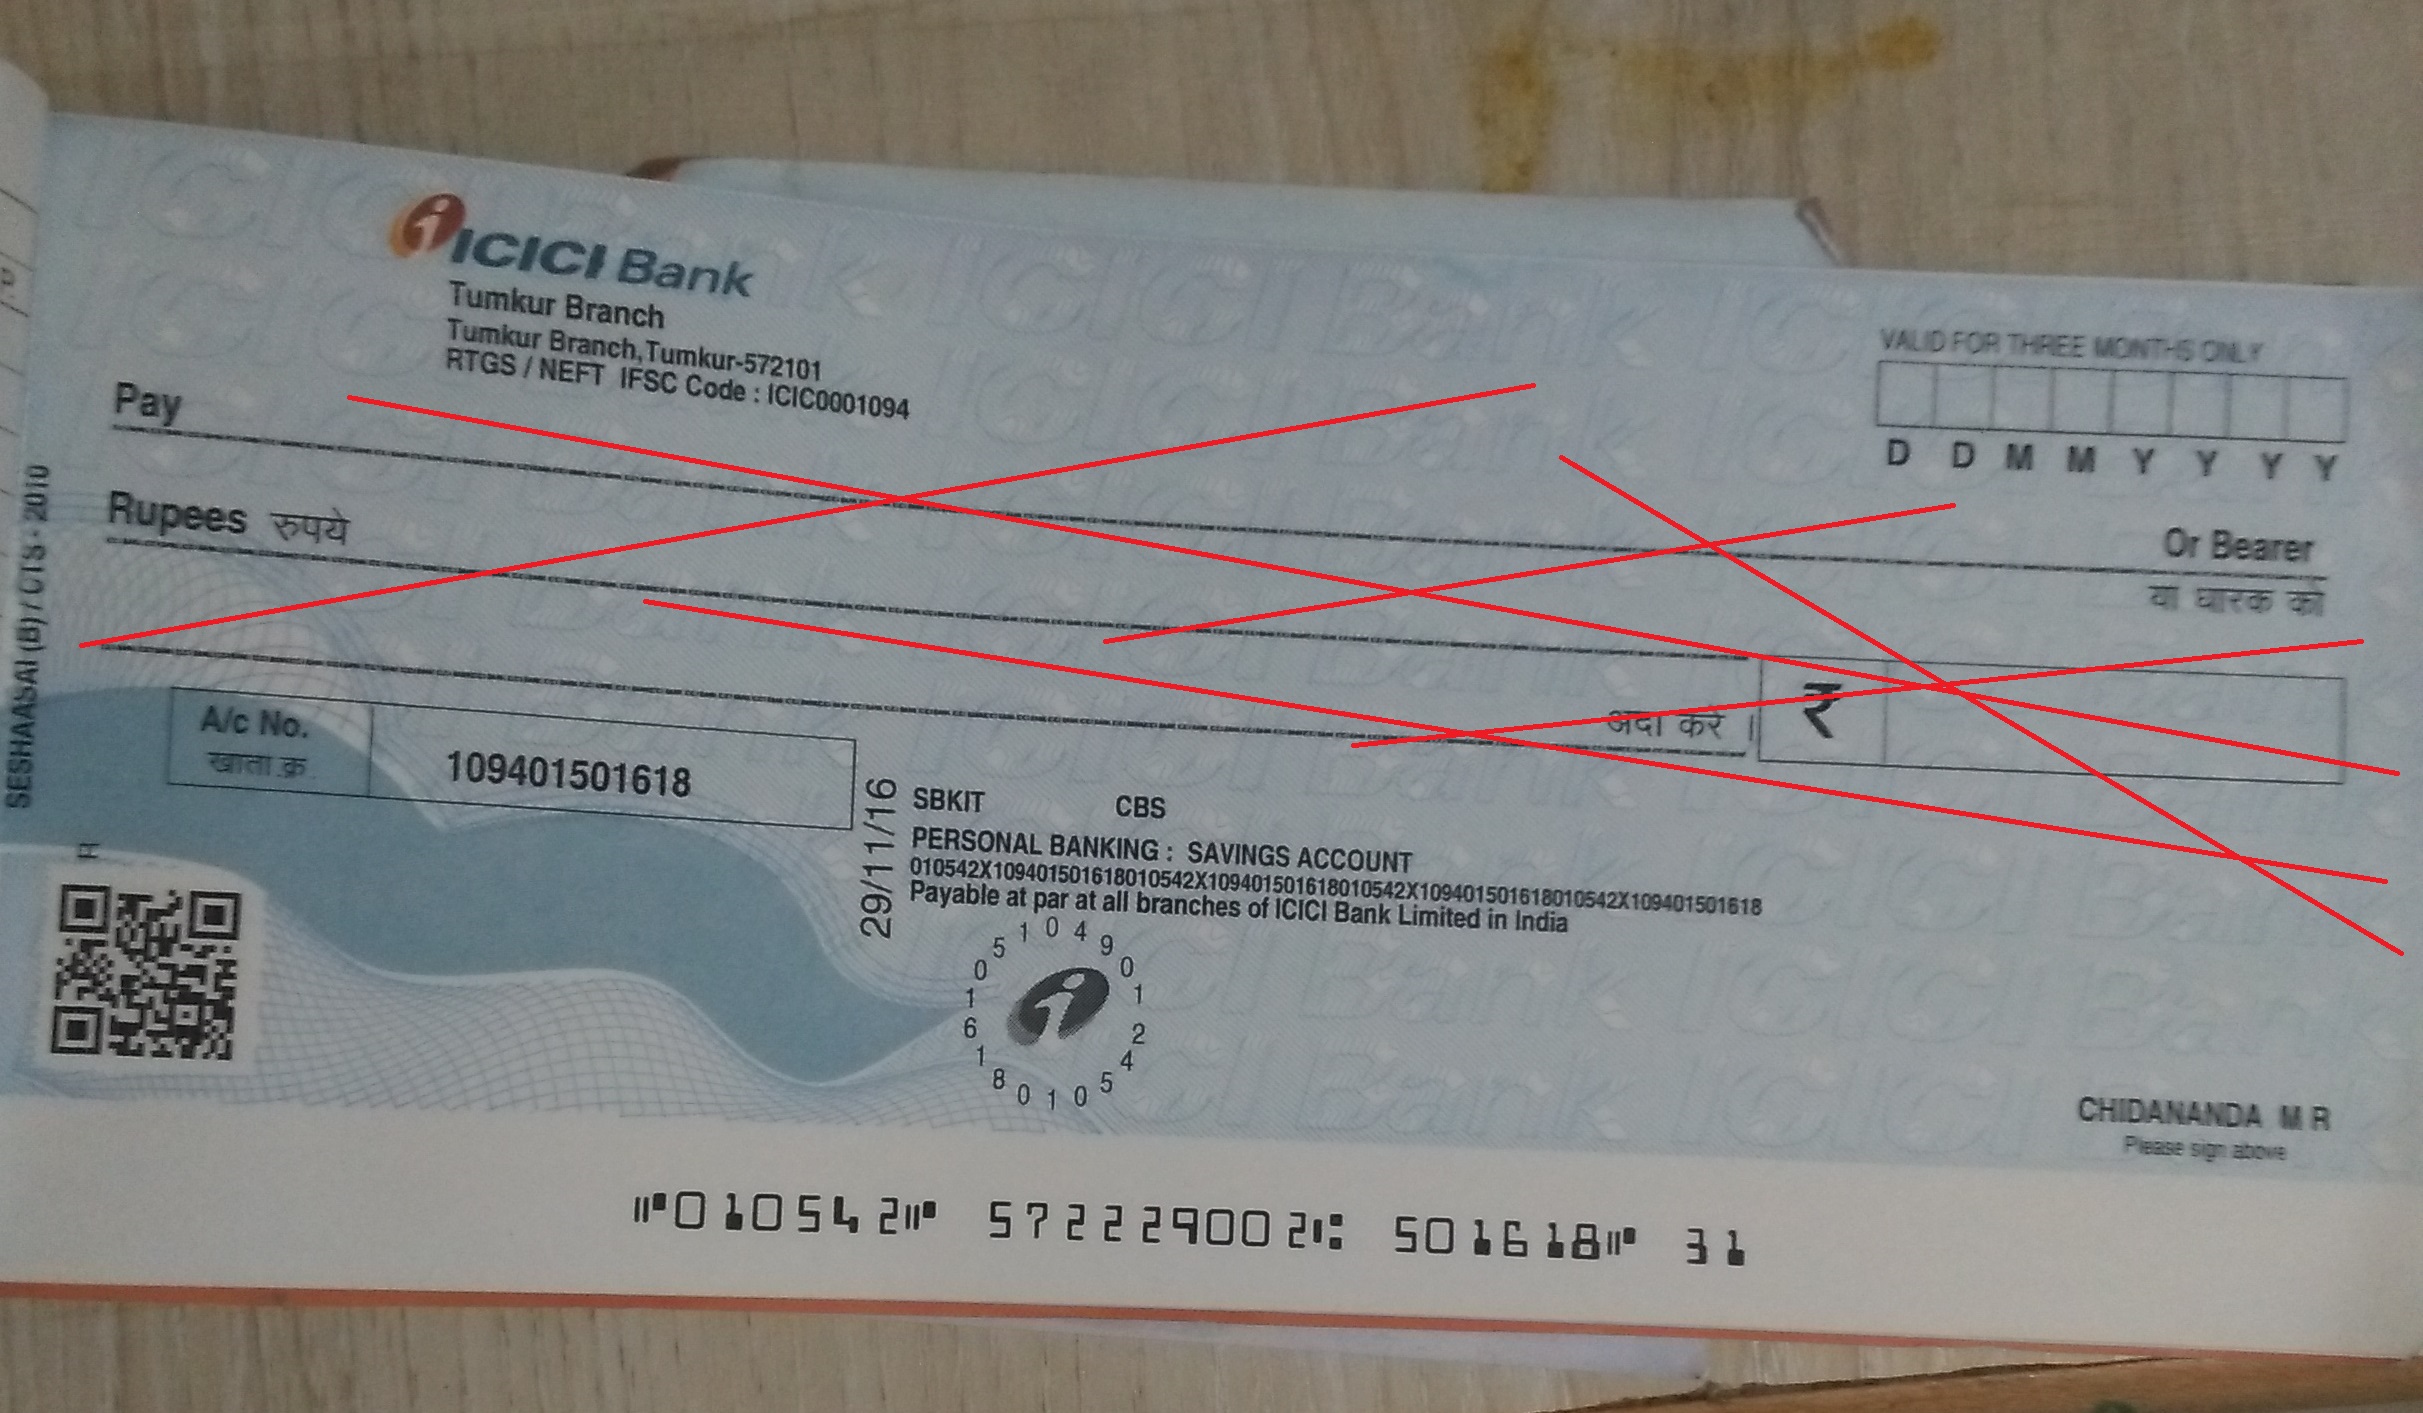 ICICI Bank
Tumkur Branch
Tumkur Branch,Tumkur-572101
RTGS / NEFT IFSC Code : ICIC0001094
VALID FOR THREE MONTHS ONLY
D D M M Y Y Y Y
Pay
Or Bearer
या धारक को
Rupees रुपये
अदा करें ।
₹
A/c No.
खाता क्र.
109401501618
SESHAASAI (B) / CTS - 2010
29/11/16
SBKIT CBS
PERSONAL BANKING : SAVINGS ACCOUNT
010542X109401501618010542X109401501618010542X109401501618010542X109401501618
Payable at par at all branches of ICICI Bank Limited in India
1 0 4 9 0 1 2 4 5 0 1 0 8 1 6 1 0 5
CHIDANANDA M R
Please sign above
⑈010542⑈ 572229002⑆ 501618⑈ 31